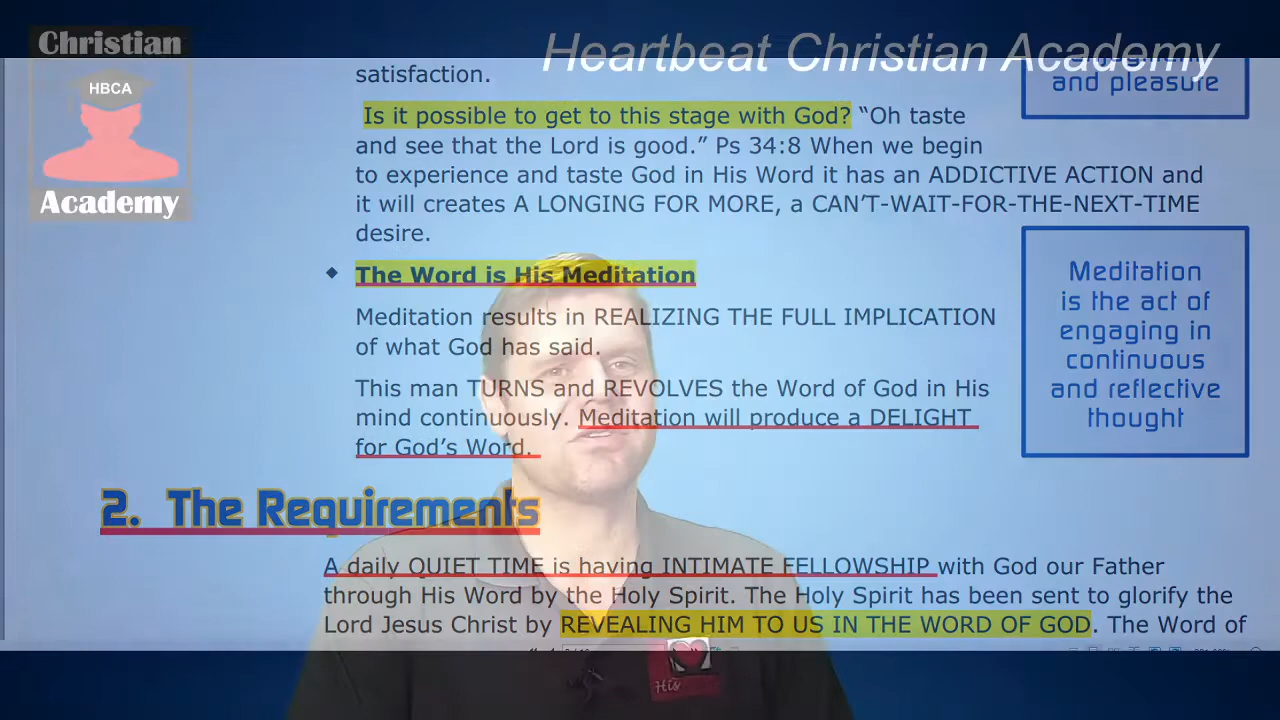 Christian
HBCA
Academy
Heartbeat Christian Academy
and pleasure
satisfaction.
Is it possible to get to this stage with God? “Oh taste
and see that the Lord is good.” Ps 34:8 When we begin
to experience and taste God in His Word it has an ADDICTIVE ACTION and
it will creates A LONGING FOR MORE, a CAN’T-WAIT-FOR-THE-NEXT-TIME
desire.
◆ The Word is His Meditation
Meditation results in REALIZING THE FULL IMPLICATION
of what God has said.
This man TURNS and REVOLVES the Word of God in His
mind continuously. Meditation will produce a DELIGHT
for God’s Word.
Meditation
is the act of
engaging in
continuous
and reflective
thought
2. The Requirements
A daily QUIET TIME is having INTIMATE FELLOWSHIP with God our Father
through His Word by the Holy Spirit. The Holy Spirit has been sent to glorify the
Lord Jesus Christ by REVEALING HIM TO US IN THE WORD OF GOD. The Word of
His